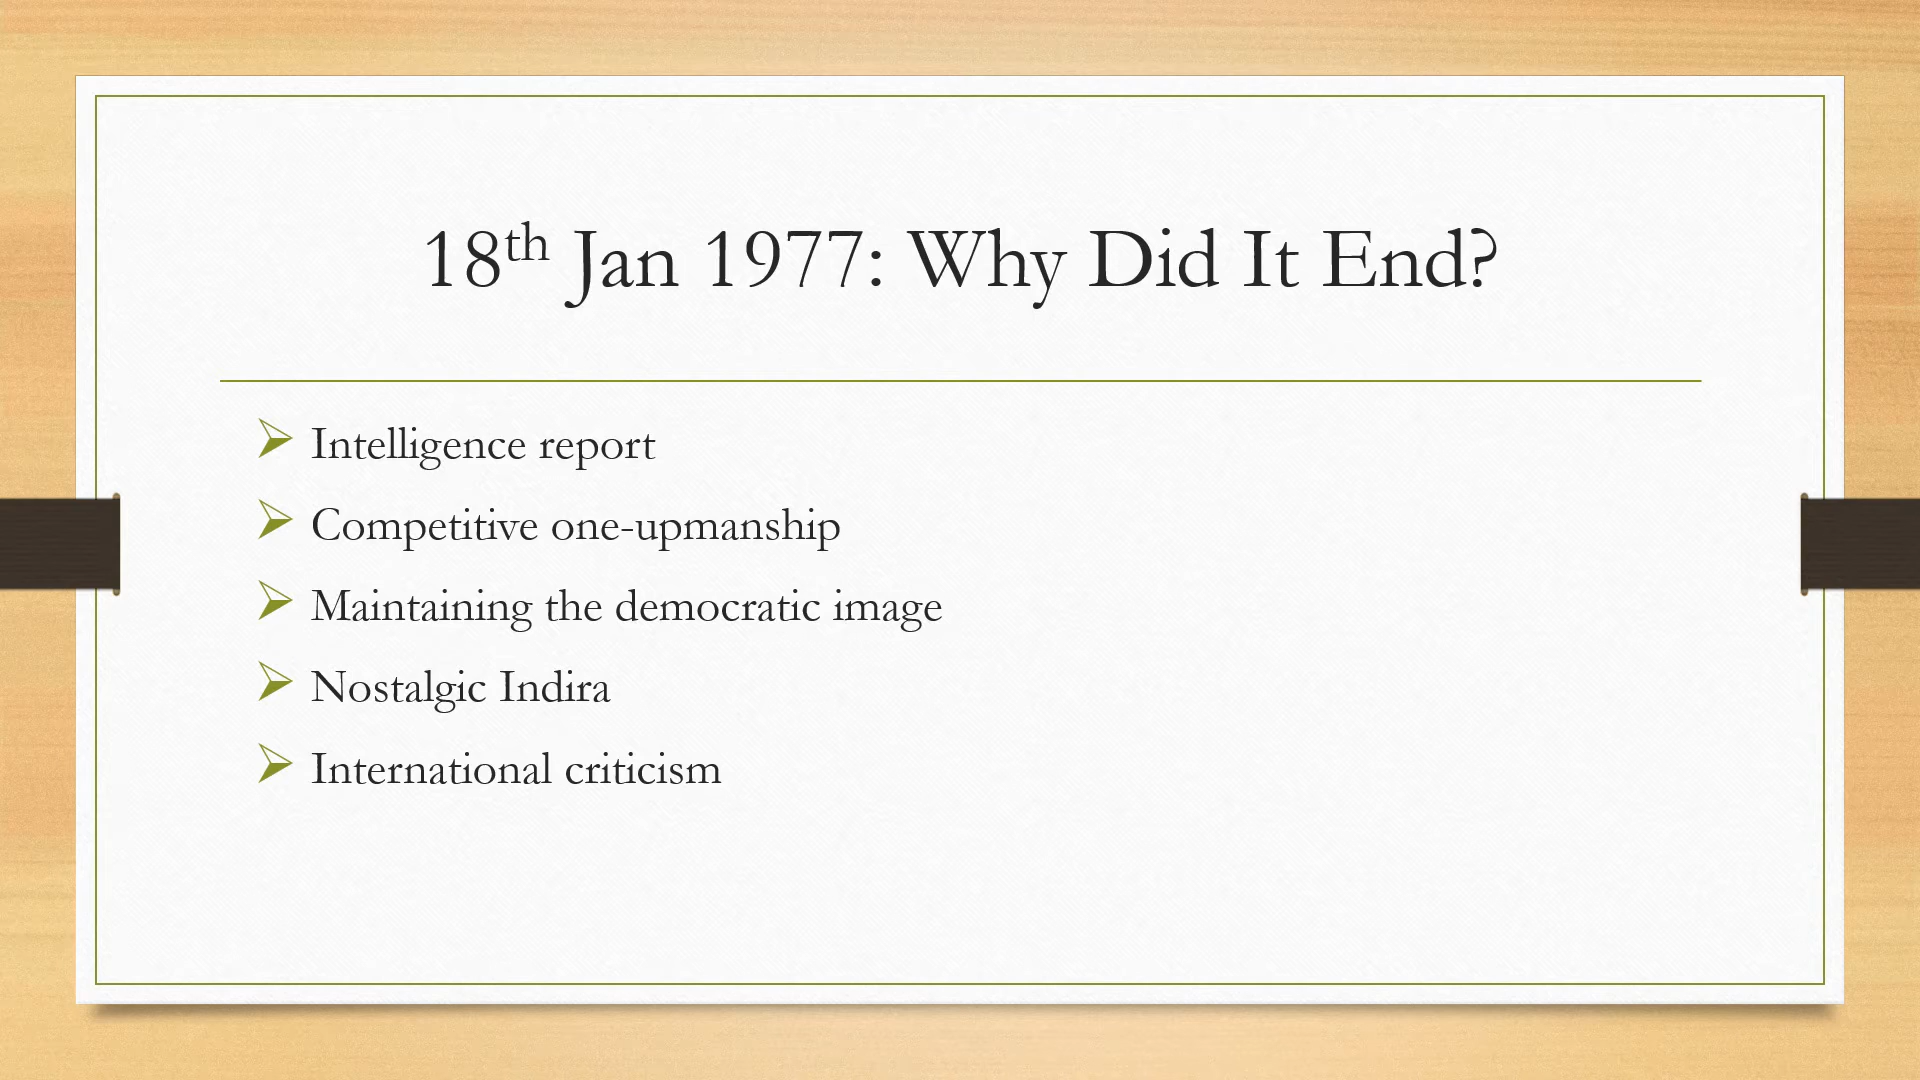 18th Jan 1977: Why Did It End?
Intelligence report
Competitive one-upmanship
Maintaining the democratic image
Nostalgic Indira
International criticism